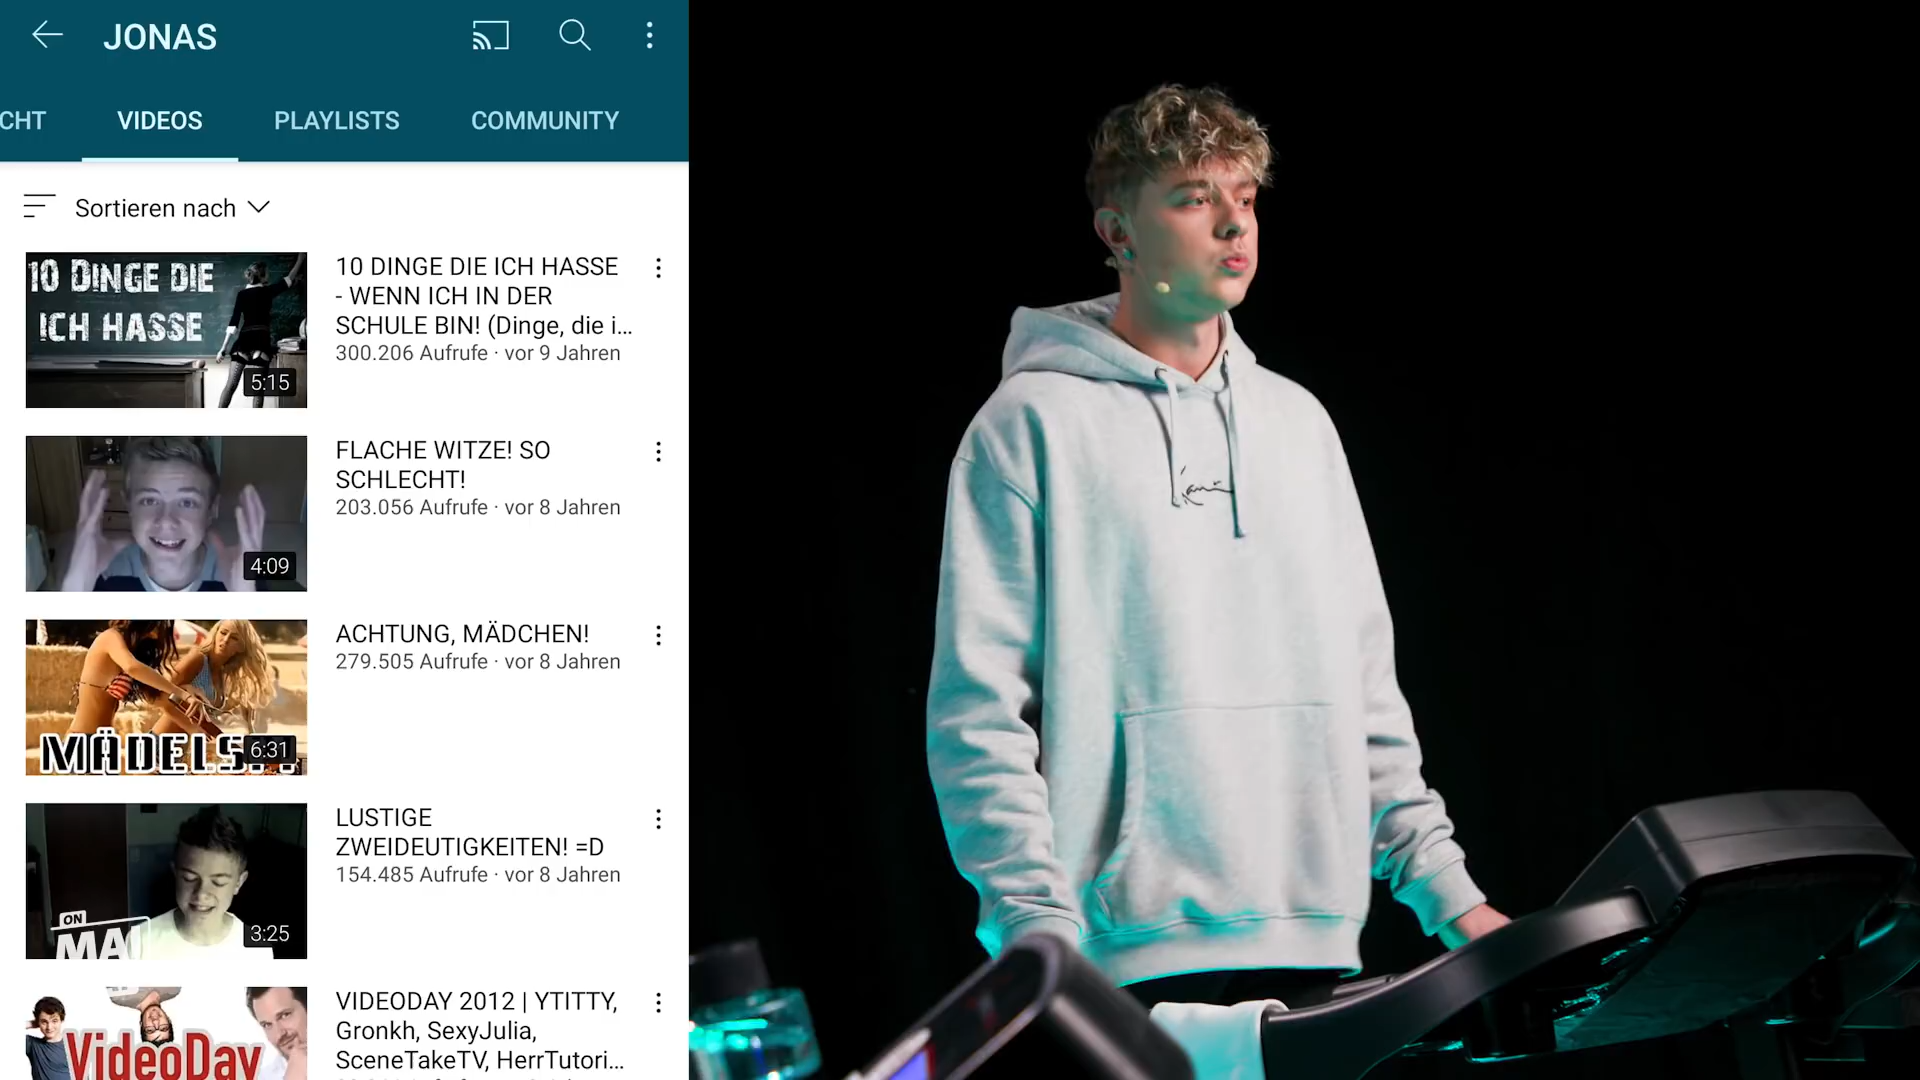 JONAS
CHT
VIDEOS
PLAYLISTS
COMMUNITY
Sortieren nach
10 DINGE DIE
ICH HASSE
5:15
10 DINGE DIE ICH HASSE
- WENN ICH IN DER
SCHULE BIN! (Dinge, die i...
300.206 Aufrufe · vor 9 Jahren
4:09
FLACHE WITZE! SO
SCHLECHT!
203.056 Aufrufe · vor 8 Jahren
MÄDELS
6:31
ACHTUNG, MÄDCHEN!
279.505 Aufrufe · vor 8 Jahren
ON
MAI
3:25
LUSTIGE
ZWEIDEUTIGKEITEN! =D
154.485 Aufrufe · vor 8 Jahren
VideoDay
VIDEODAY 2012 | YTITTY,
Gronkh, SexyJulia,
SceneTakeTV, HerrTutori...